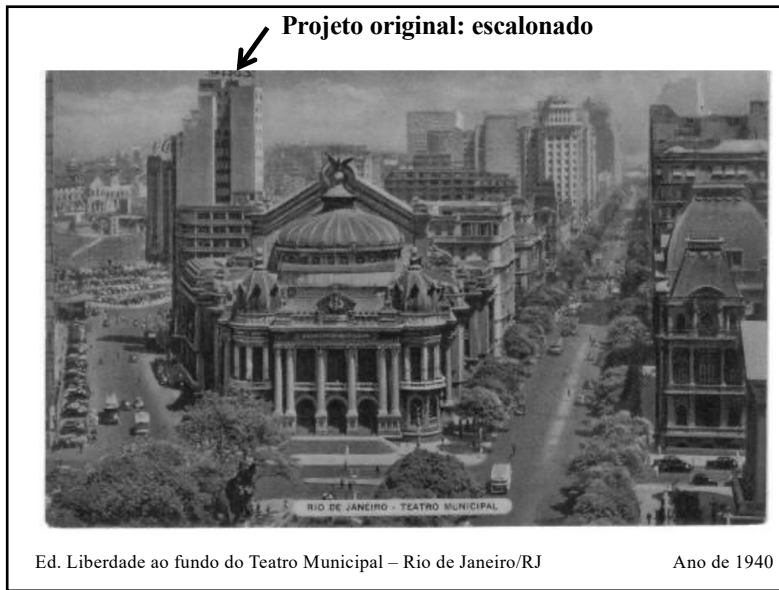 Projeto original: escalonado
RIO DE JANEIRO - TEATRO MUNICIPAL
Ed. Liberdade ao fundo do Teatro Municipal – Rio de Janeiro/RJ Ano de 1940